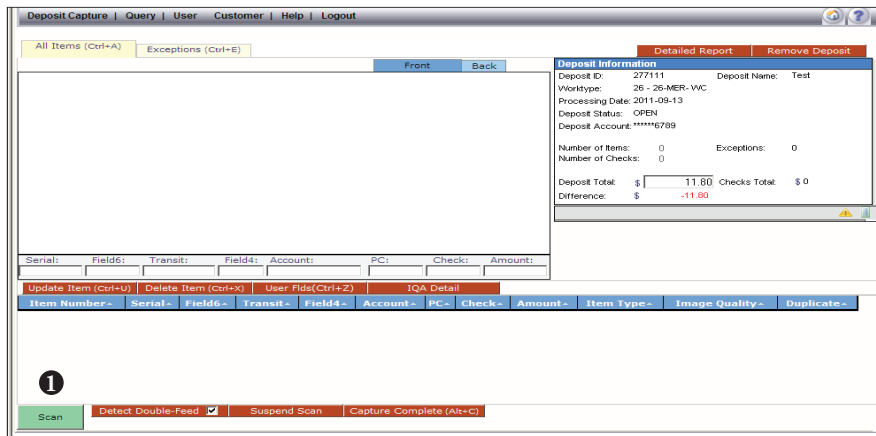 Deposit Capture | Query | User Customer | Help | Logout
All Items (Ctrl+A) Exceptions (Ctrl+E)
Detailed Report Remove Deposit
Front Back
Deposit Information
Deposit ID: 277111 Deposit Name: Test
Worktype: 26 - 26-MER- WC
Processing Date: 2011-09-13
Deposit Status: OPEN
Deposit Account: ******6789
Number of Items: 0 Exceptions: 0
Number of Checks: 0
Deposit Total: $ 11.80 Checks Total: $ 0
Difference: $ -11.80
Serial: Field6: Transit: Field4: Account: PC: Check: Amount:
Update Item (Ctrl+U) Delete Item (Ctrl+X) User Flds(Ctrl+Z) IQA Detail
Item Number Serial Field6 Transit Field4 Account PC Check Amount Item Type Image Quality Duplicate
1
Scan Detect Double-Feed Suspend Scan Capture Complete (Alt+C)